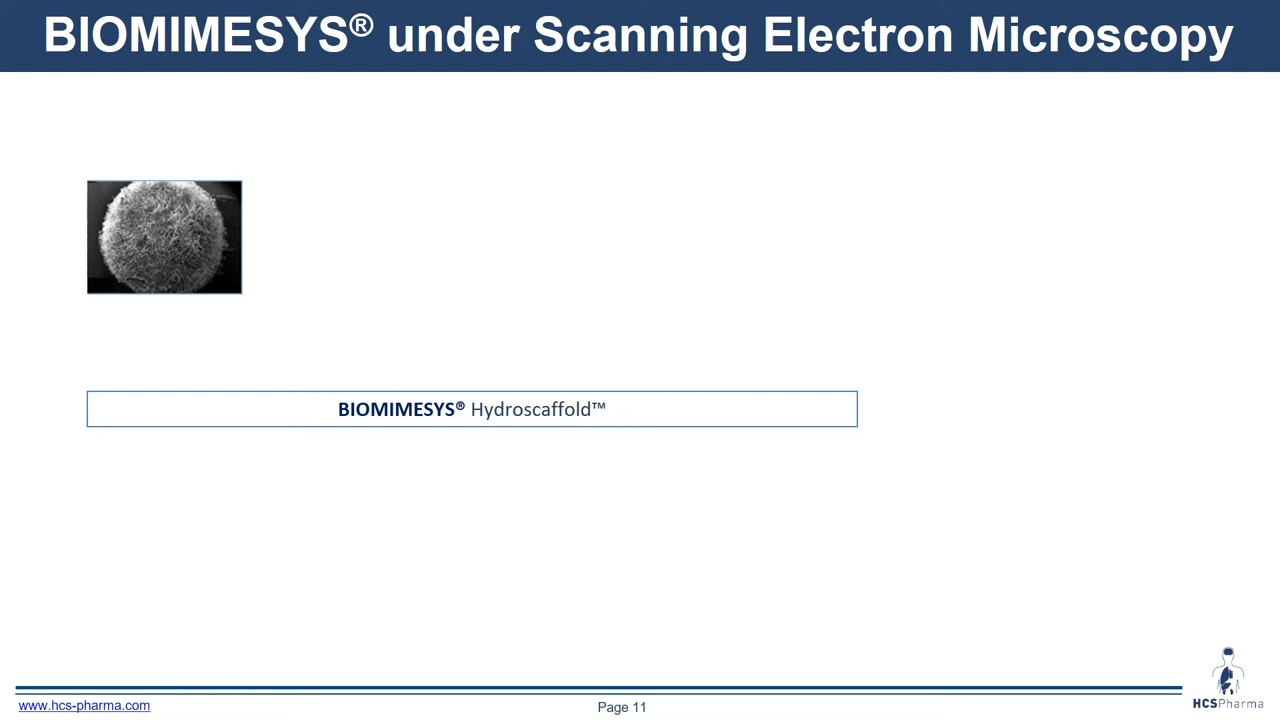 BIOMIMESYS® under Scanning Electron Microscopy
BIOMIMESYS® Hydroscaffold™
www.hcs-pharma.com
Page 11
HCSPharma